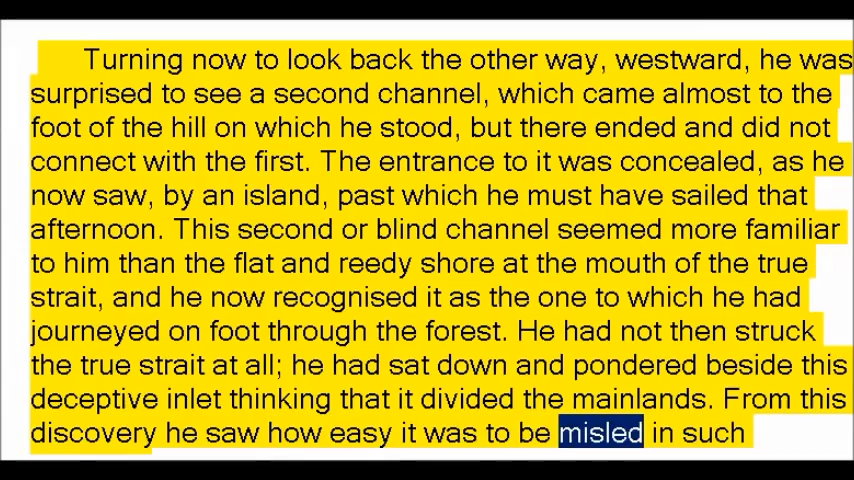 Turning now to look back the other way, westward, he was
surprised to see a second channel, which came almost to the
foot of the hill on which he stood, but there ended and did not
connect with the first. The entrance to it was concealed, as he
now saw, by an island, past which he must have sailed that
afternoon. This second or blind channel seemed more familiar
to him than the flat and reedy shore at the mouth of the true
strait, and he now recognised it as the one to which he had
journeyed on foot through the forest. He had not then struck
the true strait at all; he had sat down and pondered beside this
deceptive inlet thinking that it divided the mainlands. From this
discovery he saw how easy it was to be misled in such